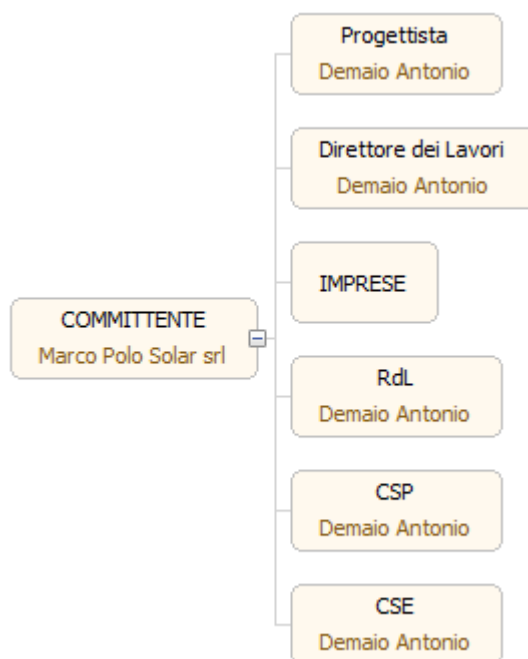 Progettista
Demaio Antonio
Direttore dei Lavori
Demaio Antonio
IMPRESE
COMMITTENTE
Marco Polo Solar srl
RdL
Demaio Antonio
CSP
Demaio Antonio
CSE
Demaio Antonio